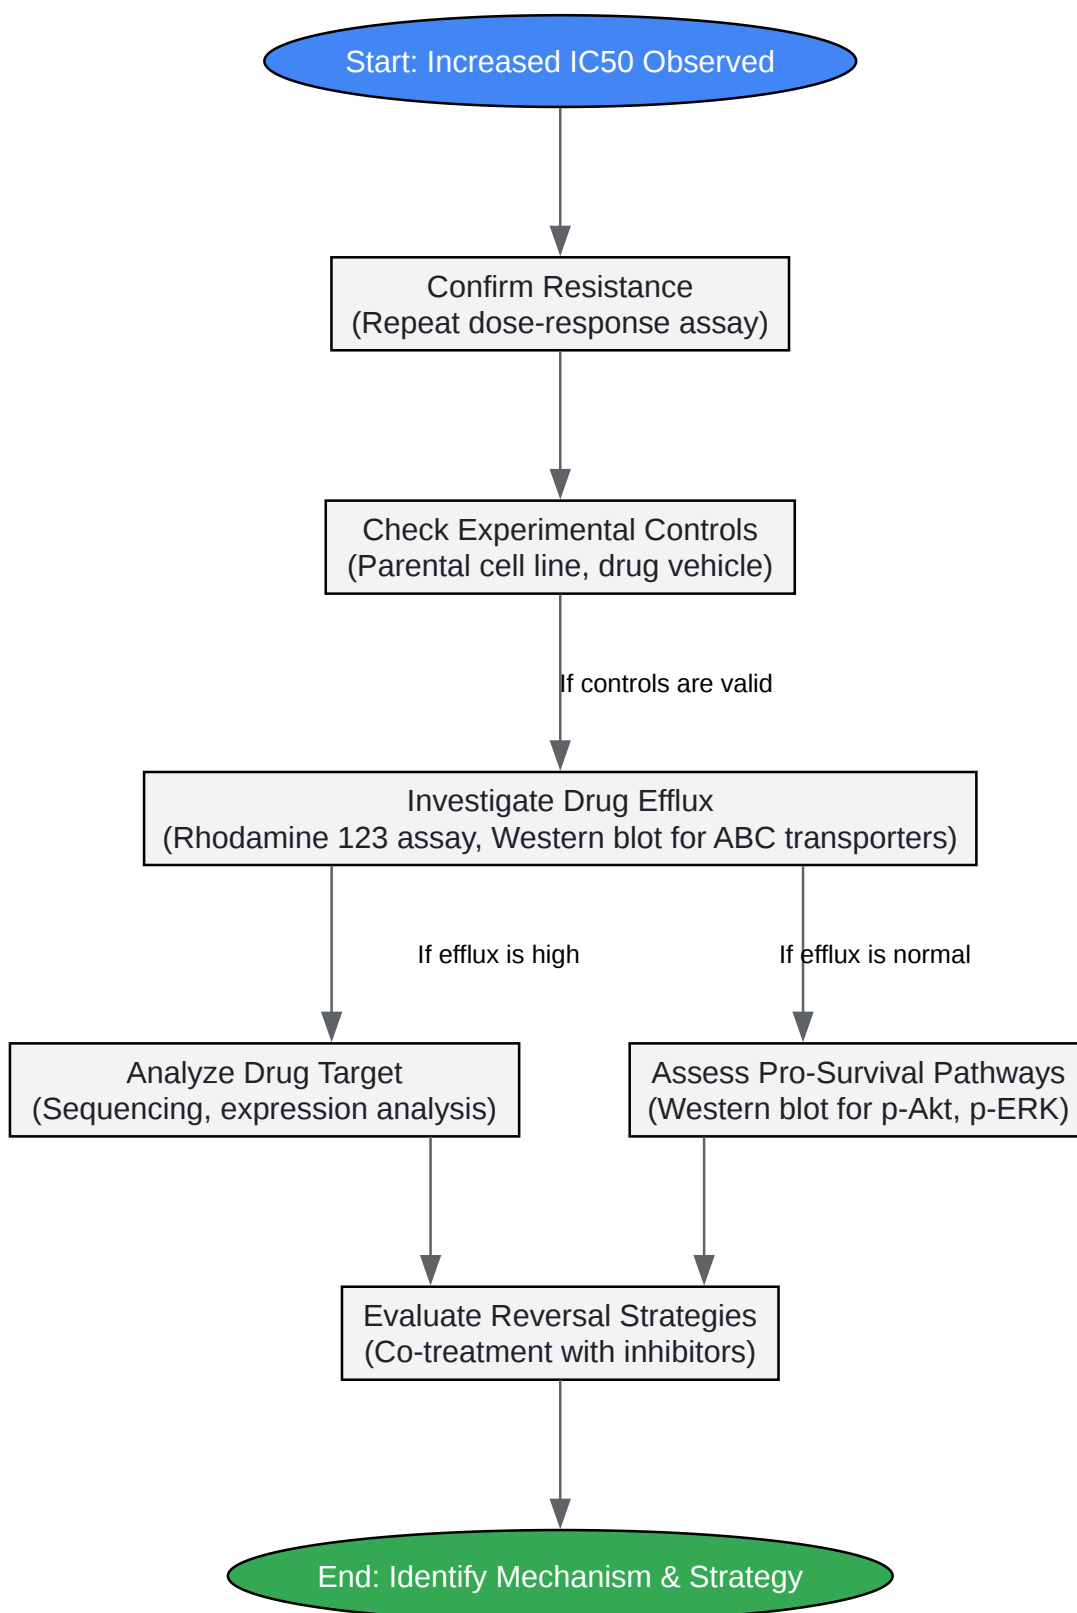 Start: Increased IC50 Observed
Confirm Resistance
(Repeat dose-response assay)
Check Experimental Controls
(Parental cell line, drug vehicle)
If controls are valid
Investigate Drug Efflux
(Rhodamine 123 assay, Western blot for ABC transporters)
If efflux is high
If efflux is normal
Analyze Drug Target
(Sequencing, expression analysis)
Assess Pro-Survival Pathways
(Western blot for p-Akt, p-ERK)
Evaluate Reversal Strategies
(Co-treatment with inhibitors)
End: Identify Mechanism & Strategy